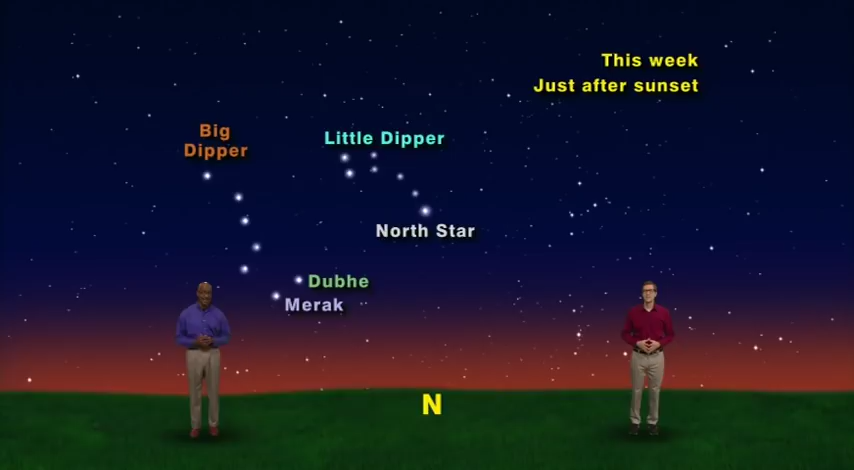 This week
Just after sunset
Big
Dipper
Little Dipper
North Star
Dubhe
Merak
N